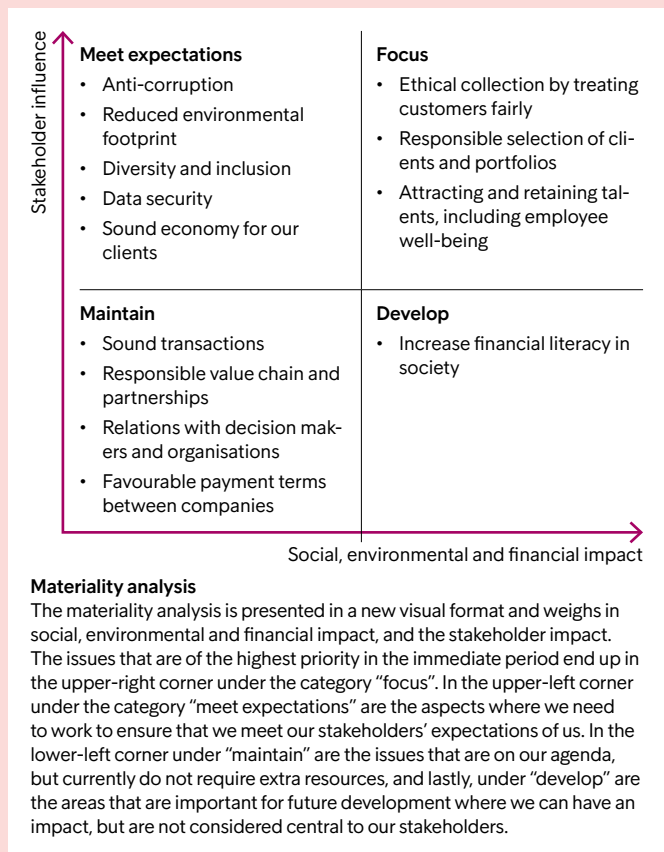 Stakeholder influence
Meet expectations
• Anti-corruption
• Reduced environmental
footprint
• Diversity and inclusion
• Data security
• Sound economy for our
clients
Focus
• Ethical collection by treating
customers fairly
• Responsible selection of cli-
ents and portfolios
• Attracting and retaining tal-
ents, including employee
well-being
Maintain
• Sound transactions
• Responsible value chain and
partnerships
• Relations with decision mak-
ers and organisations
• Favourable payment terms
between companies
Develop
• Increase financial literacy in
society
Social, environmental and financial impact
Materiality analysis
The materiality analysis is presented in a new visual format and weighs in
social, environmental and financial impact, and the stakeholder impact.
The issues that are of the highest priority in the immediate period end up in
the upper-right corner under the category “focus”. In the upper-left corner
under the category “meet expectations” are the aspects where we need
to work to ensure that we meet our stakeholders’ expectations of us. In the
lower-left corner under “maintain” are the issues that are on our agenda,
but currently do not require extra resources, and lastly, under “develop” are
the areas that are important for future development where we can have an
impact, but are not considered central to our stakeholders.